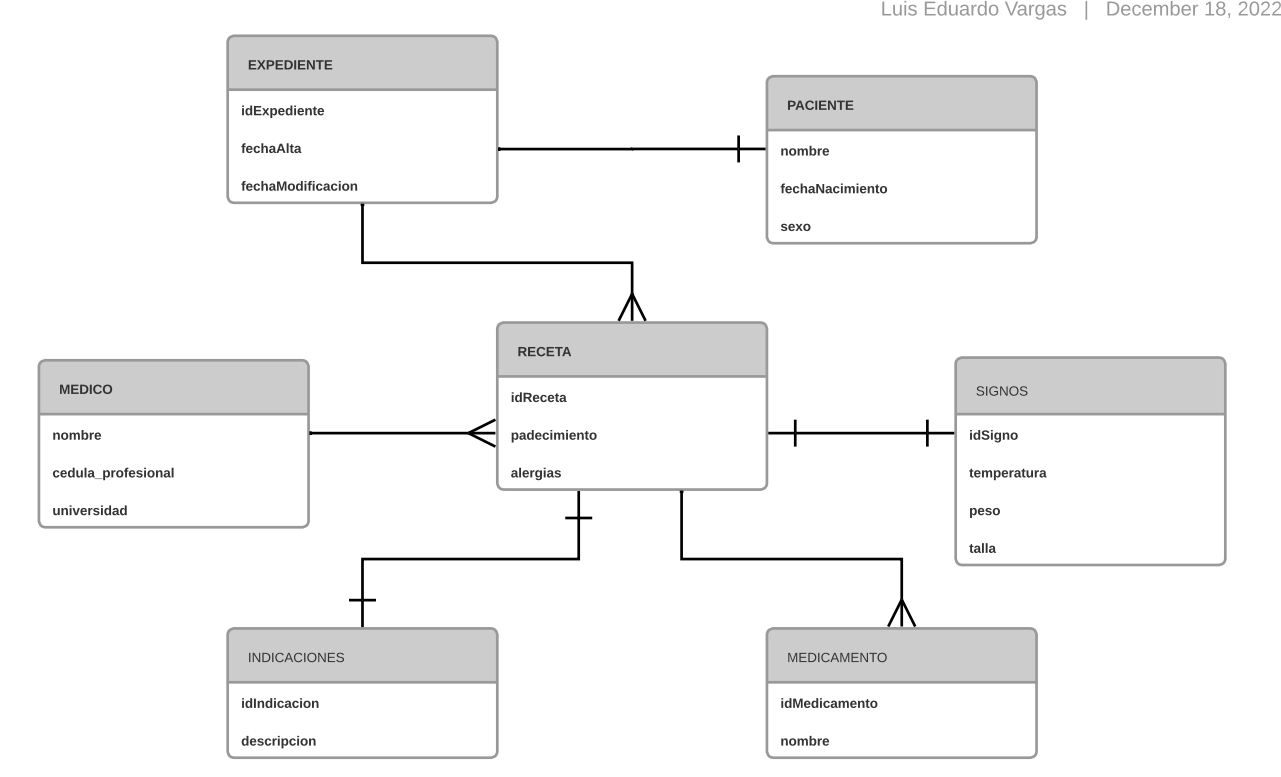 Luis Eduardo Vargas | December 18, 2022
EXPEDIENTE
idExpediente
fechaAlta
fechaModificacion
PACIENTE
nombre
fechaNacimiento
sexo
RECETA
idReceta
padecimiento
alergias
MEDICO
nombre
cedula_profesional
universidad
SIGNOS
idSigno
temperatura
peso
talla
INDICACIONES
idIndicacion
descripcion
MEDICAMENTO
idMedicamento
nombre